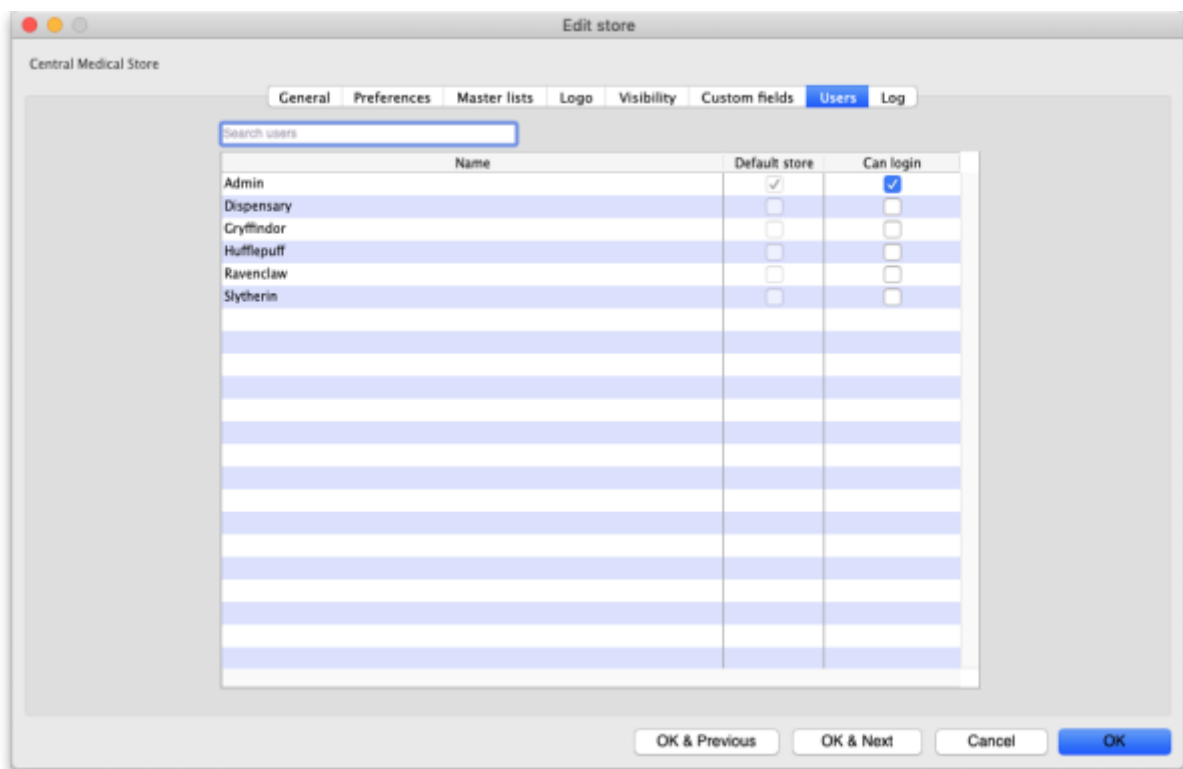 Edit store
Central Medical Store
General Preferences Master lists Logo Visibility Custom fields Users Log
Search users
Name Default store Can login
Admin
Dispensary
Gryffindor
Hufflepuff
Ravenclaw
Slytherin
OK & Previous OK & Next Cancel OK